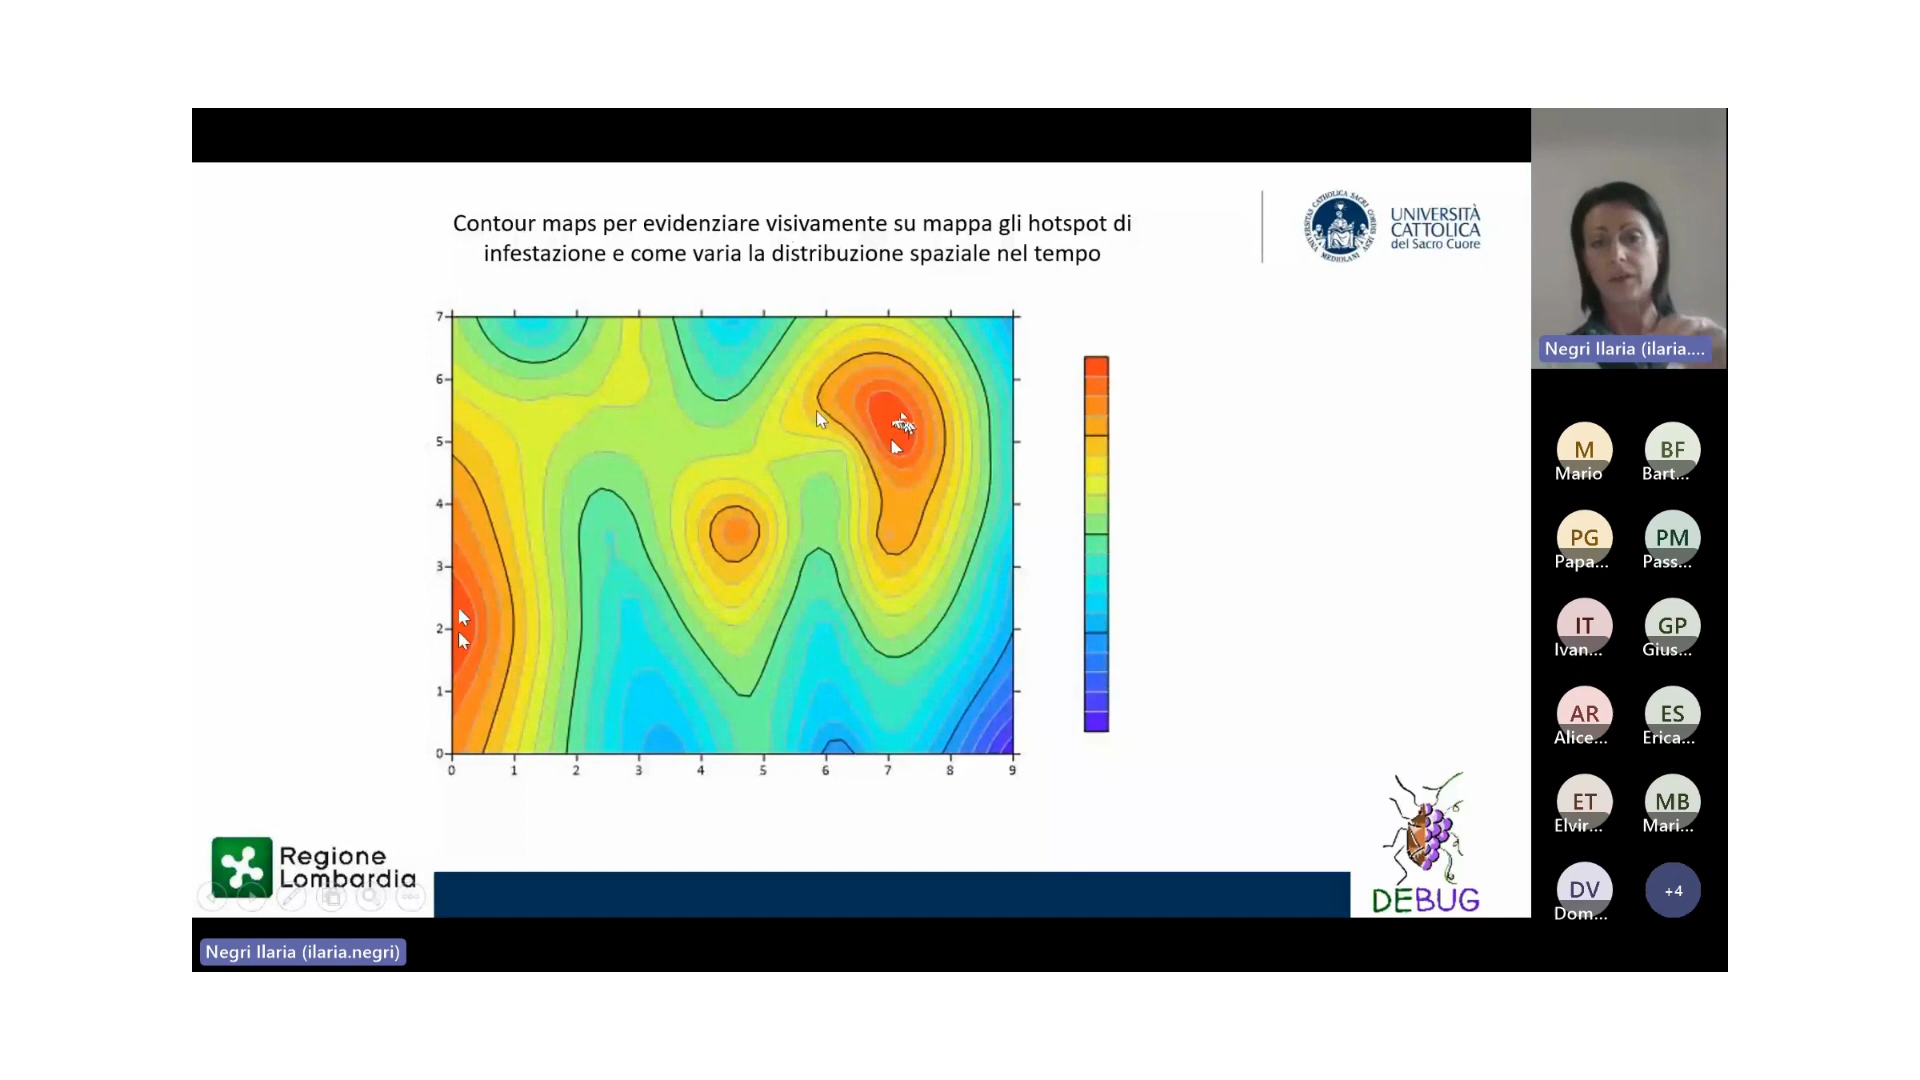 Contour maps per evidenziare visivamente su mappa gli hotspot di
infestazione e come varia la distribuzione spaziale nel tempo
UNIVERSITÀ
CATTOLICA
del Sacro Cuore
7
6
5
4
3
2
1
0
0 1 2 3 4 5 6 7 8 9
Regione
Lombardia
DEBUG
Negri Ilaria (ilaria.negri)
Negri Ilaria (ilaria....
M
Mario
BF
Bart...
PG
Papa...
PM
Pass...
IT
Ivan...
GP
Gius...
AR
Alice...
ES
Erica...
ET
Elvir...
MB
Mari...
DV
Dom...
+4